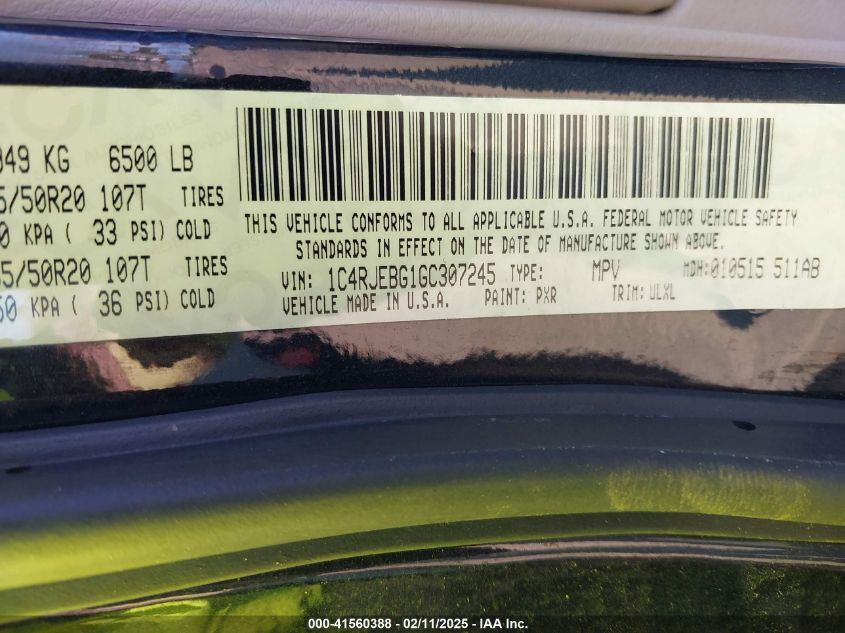 949 KG 6500 LB
5/50R20 107T TIRES
0 KPA ( 33 PSI) COLD
55/50R20 107T TIRES
50 KPA ( 36 PSI) COLD
THIS VEHICLE CONFORMS TO ALL APPLICABLE U.S.A. FEDERAL MOTOR VEHICLE SAFETY
STANDARDS IN EFFECT ON THE DATE OF MANUFACTURE SHOWN ABOVE.
VIN: 1C4RJEBG1GC307245 TYPE: MPV MDH:010515 511AB
VEHICLE MADE IN U.S.A. PAINT: PXR TRIM: ULXL
000-41560388 - 02/11/2025 - IAA Inc.